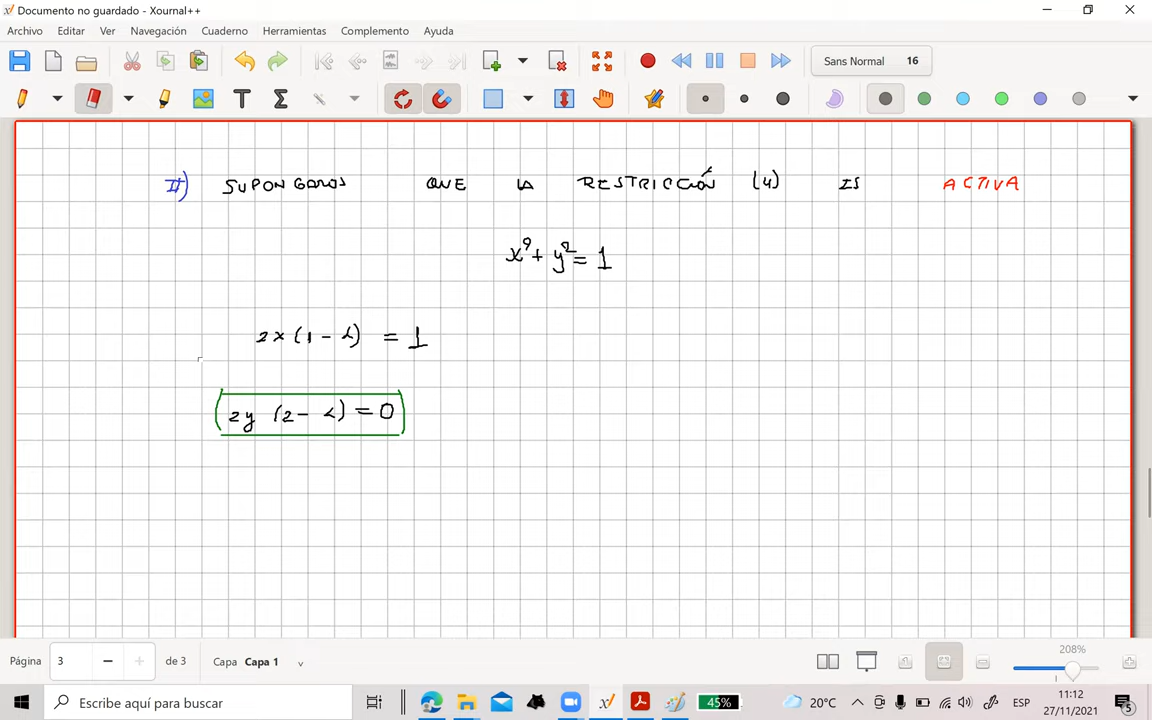 Documento no guardado - Xournal++
Archivo Editar Ver Navegación Cuaderno Herramientas Complemento Ayuda
Sans Normal 16
II) SUPONGAMOS QUE LA RESTRICCIÓN (4) ES ACTIVA
x² + y² = 1
2x (1 - λ) = 1
2y (2 - λ) = 0
Página 3 de 3 Capa Capa 1 208%
Escribe aquí para buscar 45% 20°C ESP 11:12 27/11/2021 5